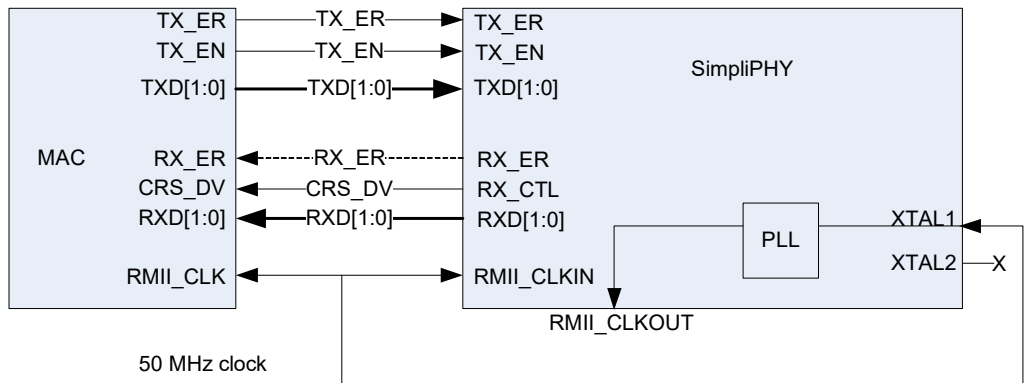 TX_ER TX_ER TX_ER
TX_EN TX_EN TX_EN
SimpliPHY
TXD[1:0] TXD[1:0] TXD[1:0]
MAC
RX_ER RX_ER RX_ER
CRS_DV CRS_DV RX_CTL
RXD[1:0] RXD[1:0] RXD[1:0]
XTAL1
PLL
XTAL2 X
RMII_CLK RMII_CLKIN
RMII_CLKOUT
50 MHz clock